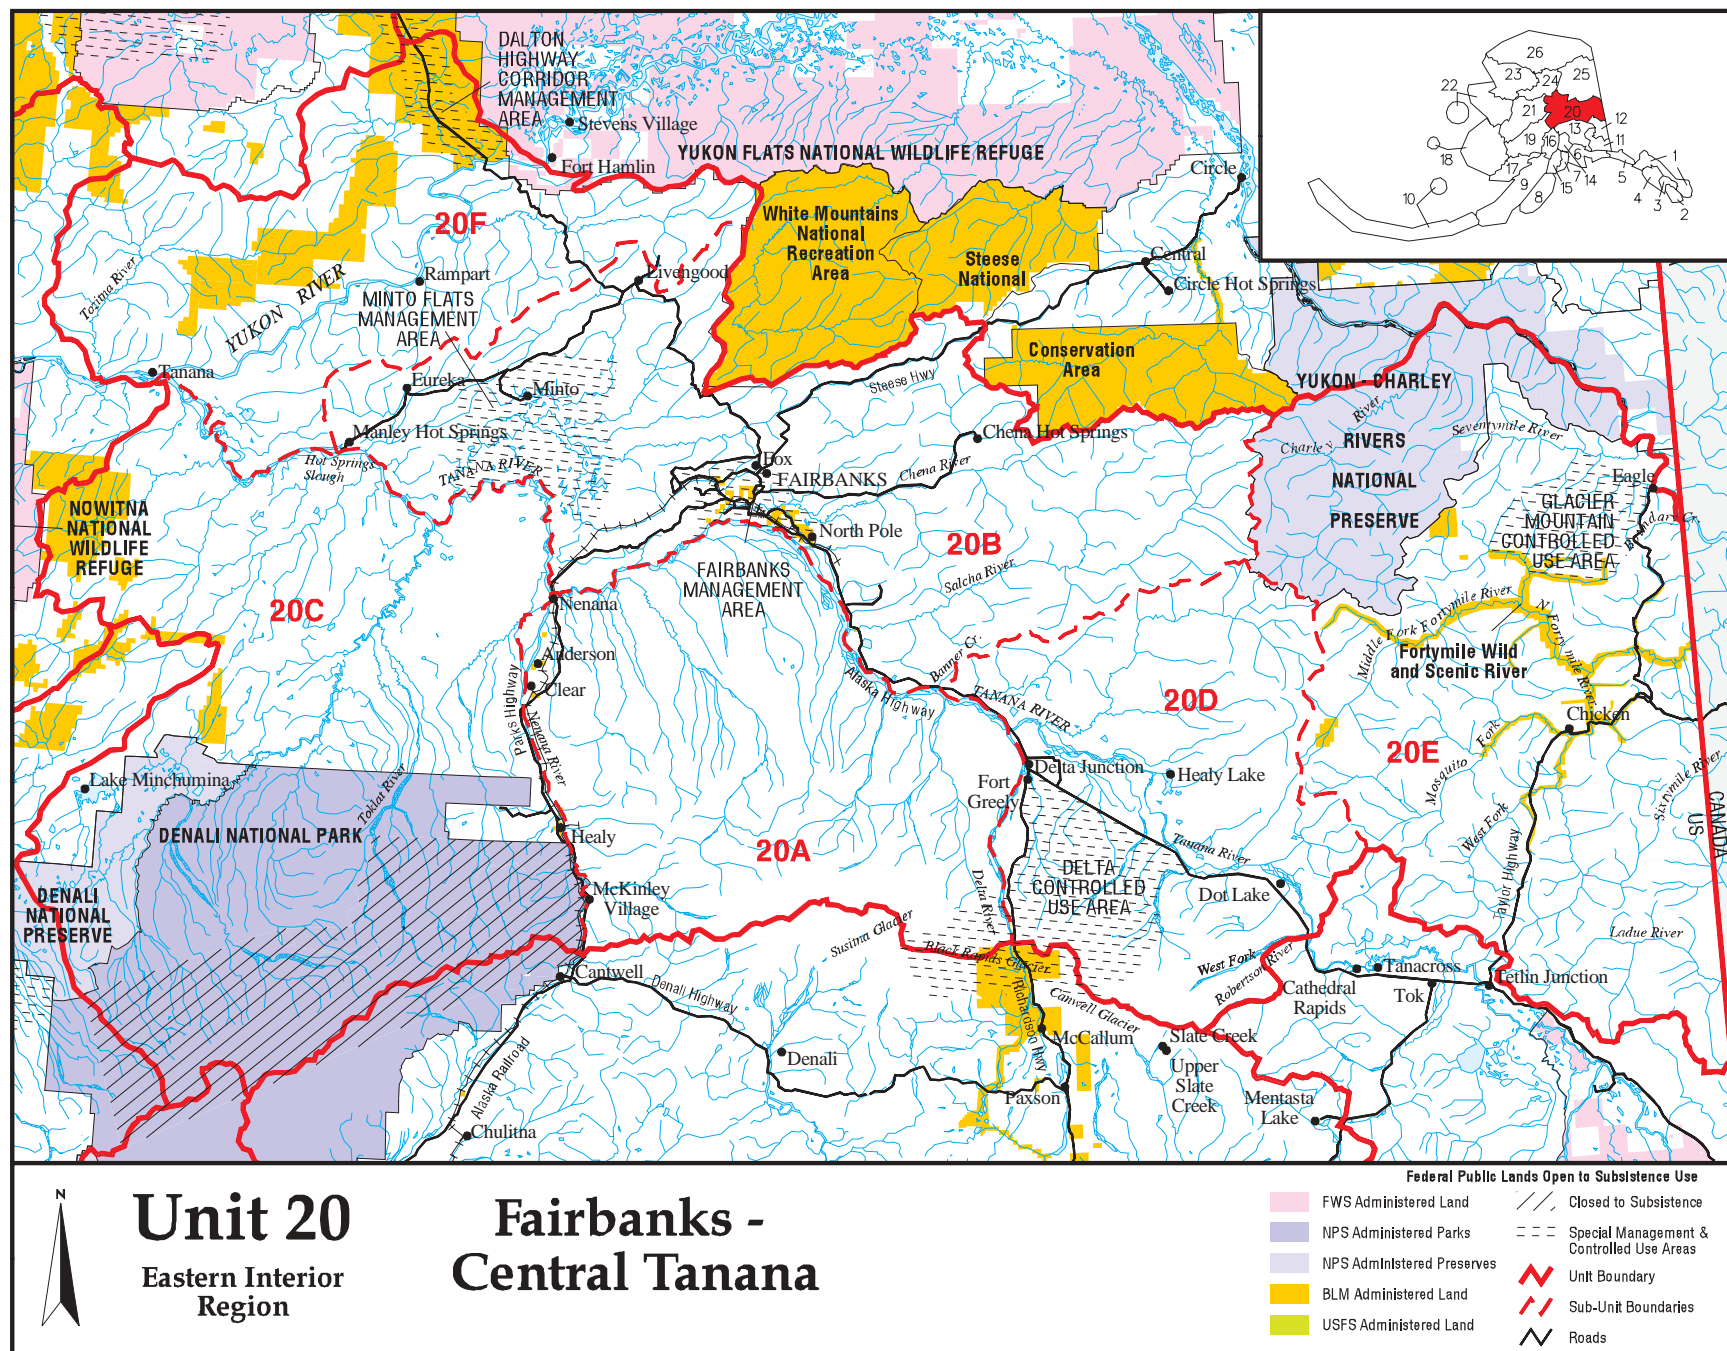 DALTON
HIGHWAY
CORRIDOR
MANAGEMENT
AREA
Stevens Village
Fort Hamlin
YUKON FLATS NATIONAL WILDLIFE REFUGE
Circle
26
23
24
25
22
21
20
12
13
11
19
16
18
17
6
7
14
15
5
1
10
9
8
4
3
2
20F
White Mountains
National
Recreation
Area
Steese
National
Central
Circle Hot Springs
Tozitna River
YUKON RIVER
Rampart
Livengood
MINTO FLATS
MANAGEMENT
AREA
Conservation
Area
YUKON - CHARLEY
RIVERS
NATIONAL
PRESERVE
Charley River
Seventymile River
Tanana
Eureka
Minto
Steese Hwy
Manley Hot Springs
Hot Springs
Slough
TANANA RIVER
Chena Hot Springs
Chena River
Fox
FAIRBANKS
North Pole
Eagle
GLACIER
MOUNTAIN
CONTROLLED
USE AREA
Boundary Cr.
NOWITNA
NATIONAL
WILDLIFE
REFUGE
20B
Salcha River
FAIRBANKS
MANAGEMENT
AREA
20C
Nenana
Anderson
Clear
Parks Highway
Nenana River
Banner Cr.
Alaska Highway
TANANA RIVER
20D
Middle Fork Fortymile River
N Fortymile River
Fortymile Wild
and Scenic River
Chicken
20E
Mosquito Fork
West Fork
Taylor Highway
Sixtymile River
CANADA
US
Lake Minchumina
Toklat River
DENALI NATIONAL PARK
Healy
20A
Delta Junction
Fort
Greely
Healy Lake
Tanana River
DELTA
CONTROLLED
USE AREA
Delta River
Dot Lake
DENALI
NATIONAL
PRESERVE
McKinley
Village
Susitna Glacier
Black Rapids Glacier
West Fork
Robertson River
Ladue River
Cantwell
Denali Highway
Richardson Hwy
Canwell Glacier
Cathedral
Rapids
Tanacross
Tok
Tetlin Junction
Alaska Railroad
Denali
McCallum
Slate Creek
Upper
Slate
Creek
Paxson
Mentasta
Lake
Chulitna
N
Unit 20
Eastern Interior
Region
Fairbanks -
Central Tanana
Federal Public Lands Open to Subsistence Use
FWS Administered Land
NPS Administered Parks
NPS Administered Preserves
BLM Administered Land
USFS Administered Land
Closed to Subsistence
Special Management &
Controlled Use Areas
Unit Boundary
Sub-Unit Boundaries
Roads